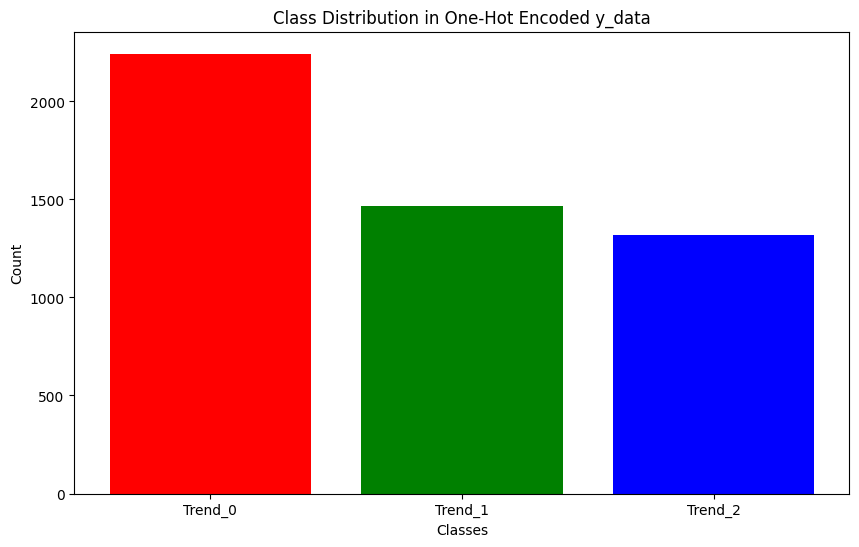 Class Distribution in One-Hot Encoded y_data
2000
1500
1000
500
0
Count
Trend_0
Trend_1
Trend_2
Classes